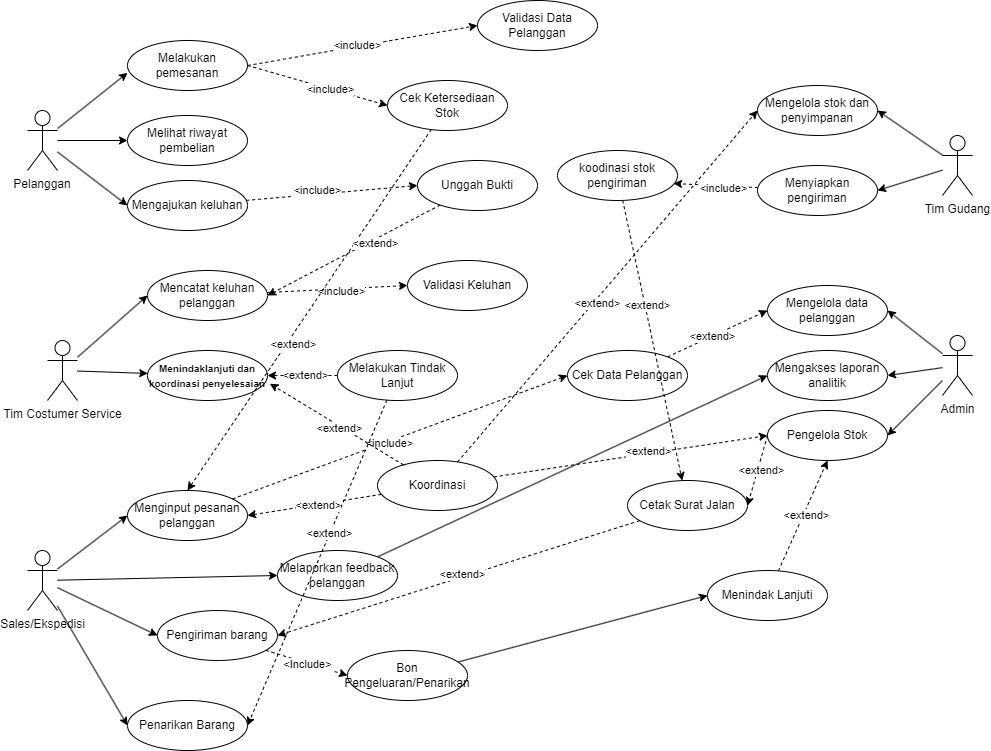 Validasi Data
Pelanggan
<include>
Melakukan
pemesanan
<include>
Cek Ketersediaan
Stok
Mengelola stok dan
penyimpanan
Melihat riwayat
pembelian
Pelanggan
koodinasi stok
pengiriman
<include>
Menyiapkan
pengiriman
Tim Gudang
Mengajukan keluhan
<include>
Unggah Bukti
<extend>
Mencatat keluhan
pelanggan
<include>
Validasi Keluhan
<extend>
<extend>
Mengelola data
pelanggan
<extend>
<extend>
Menindaklanjuti dan
koordinasi penyelesaian
<extend>
Melakukan Tindak
Lanjut
Cek Data Pelanggan
Mengakses laporan
analitik
Tim Costumer Service
Admin
<extend>
<include>
<extend>
Pengelola Stok
<extend>
Koordinasi
Menginput pesanan
pelanggan
<extend>
Cetak Surat Jalan
<extend>
<extend>
Melaporkan feedback
pelanggan
<extend>
Menindak Lanjuti
Sales/Ekspedisi
Pengiriman barang
<Include>
Bon
Pengeluaran/Penarikan
Penarikan Barang